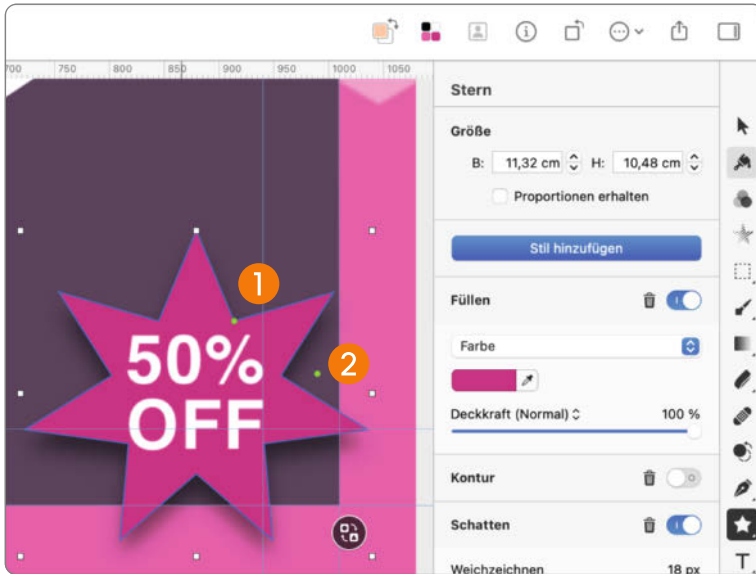 700 750 800 850 900 950 1000 1050
Stern
Größe
B: 11,32 cm H: 10,48 cm
Proportionen erhalten
Stil hinzufügen
Füllen
Farbe
Deckkraft (Normal) 100 %
Kontur
Schatten
Weichzeichnen 18 px
1
50%
2
OFF
T